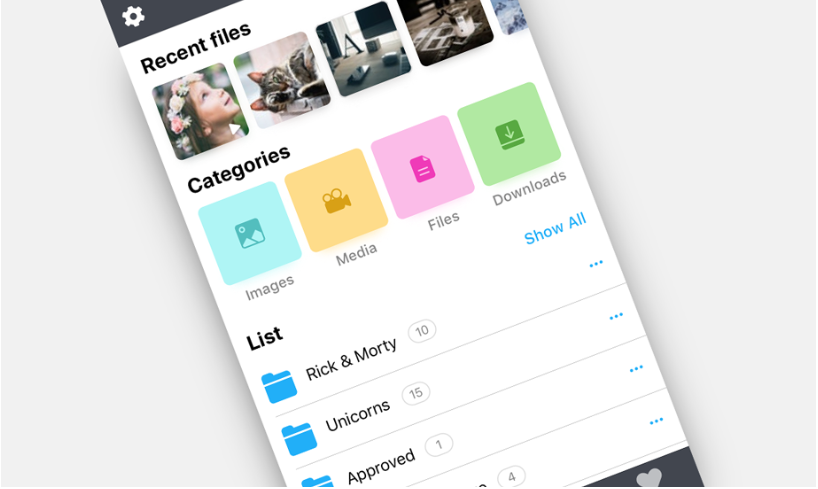 Recent files
Categories
Images
Media
Files
Downloads
List
Show All
Rick & Morty 10
Unicorns 15
Approved 1
4